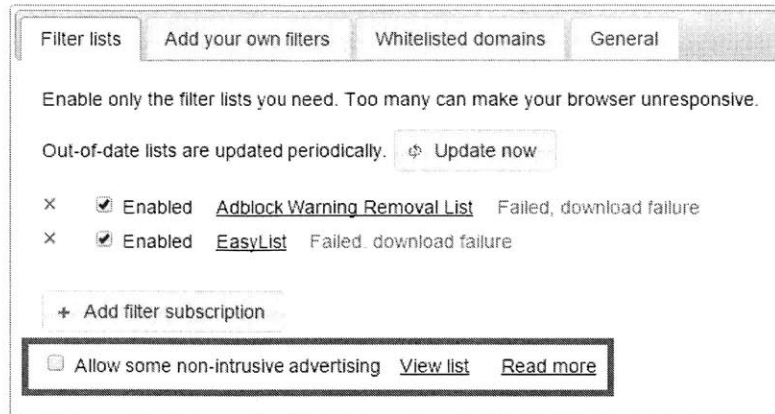 Filter lists Add your own filters Whitelisted domains General
Enable only the filter lists you need. Too many can make your browser unresponsive.
Out-of-date lists are updated periodically. Update now
× Enabled Adblock Warning Removal List Failed, download failure
× Enabled EasyList Failed. download failure
+ Add filter subscription
Allow some non-intrusive advertising View list Read more